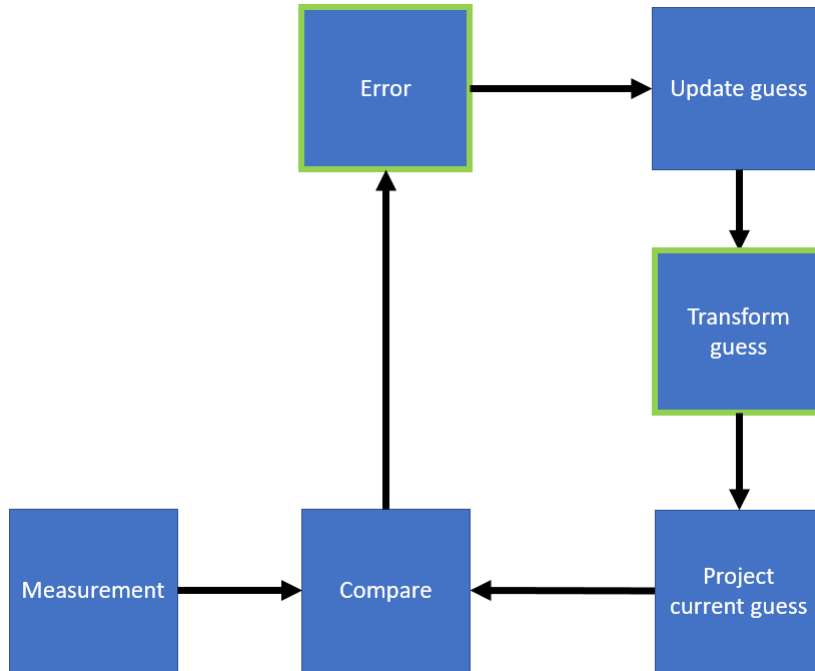 Error
Update guess
Transform
guess
Measurement
Compare
Project
current guess